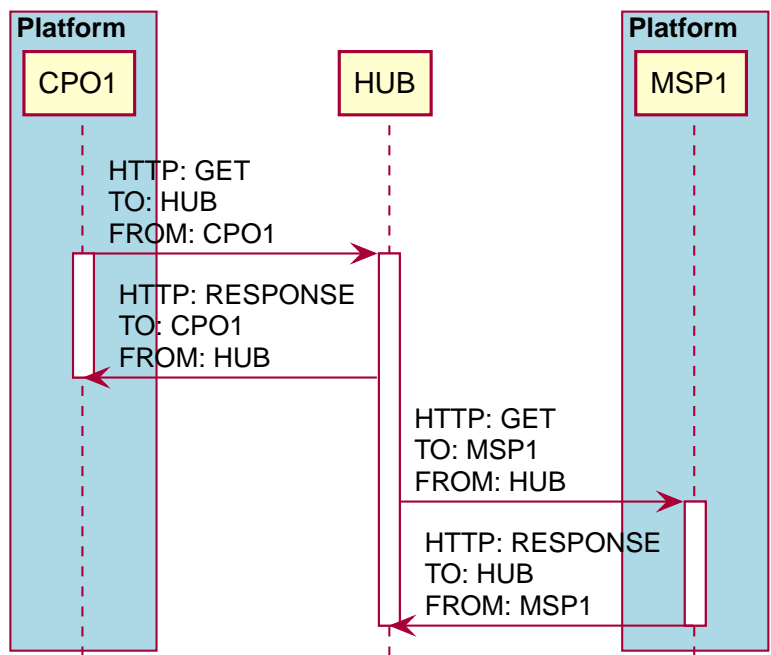 Platform
Platform
CPO1
HUB
MSP1
HTTP: GET
TO: HUB
FROM: CPO1
HTTP: RESPONSE
TO: CPO1
FROM: HUB
HTTP: GET
TO: MSP1
FROM: HUB
HTTP: RESPONSE
TO: HUB
FROM: MSP1